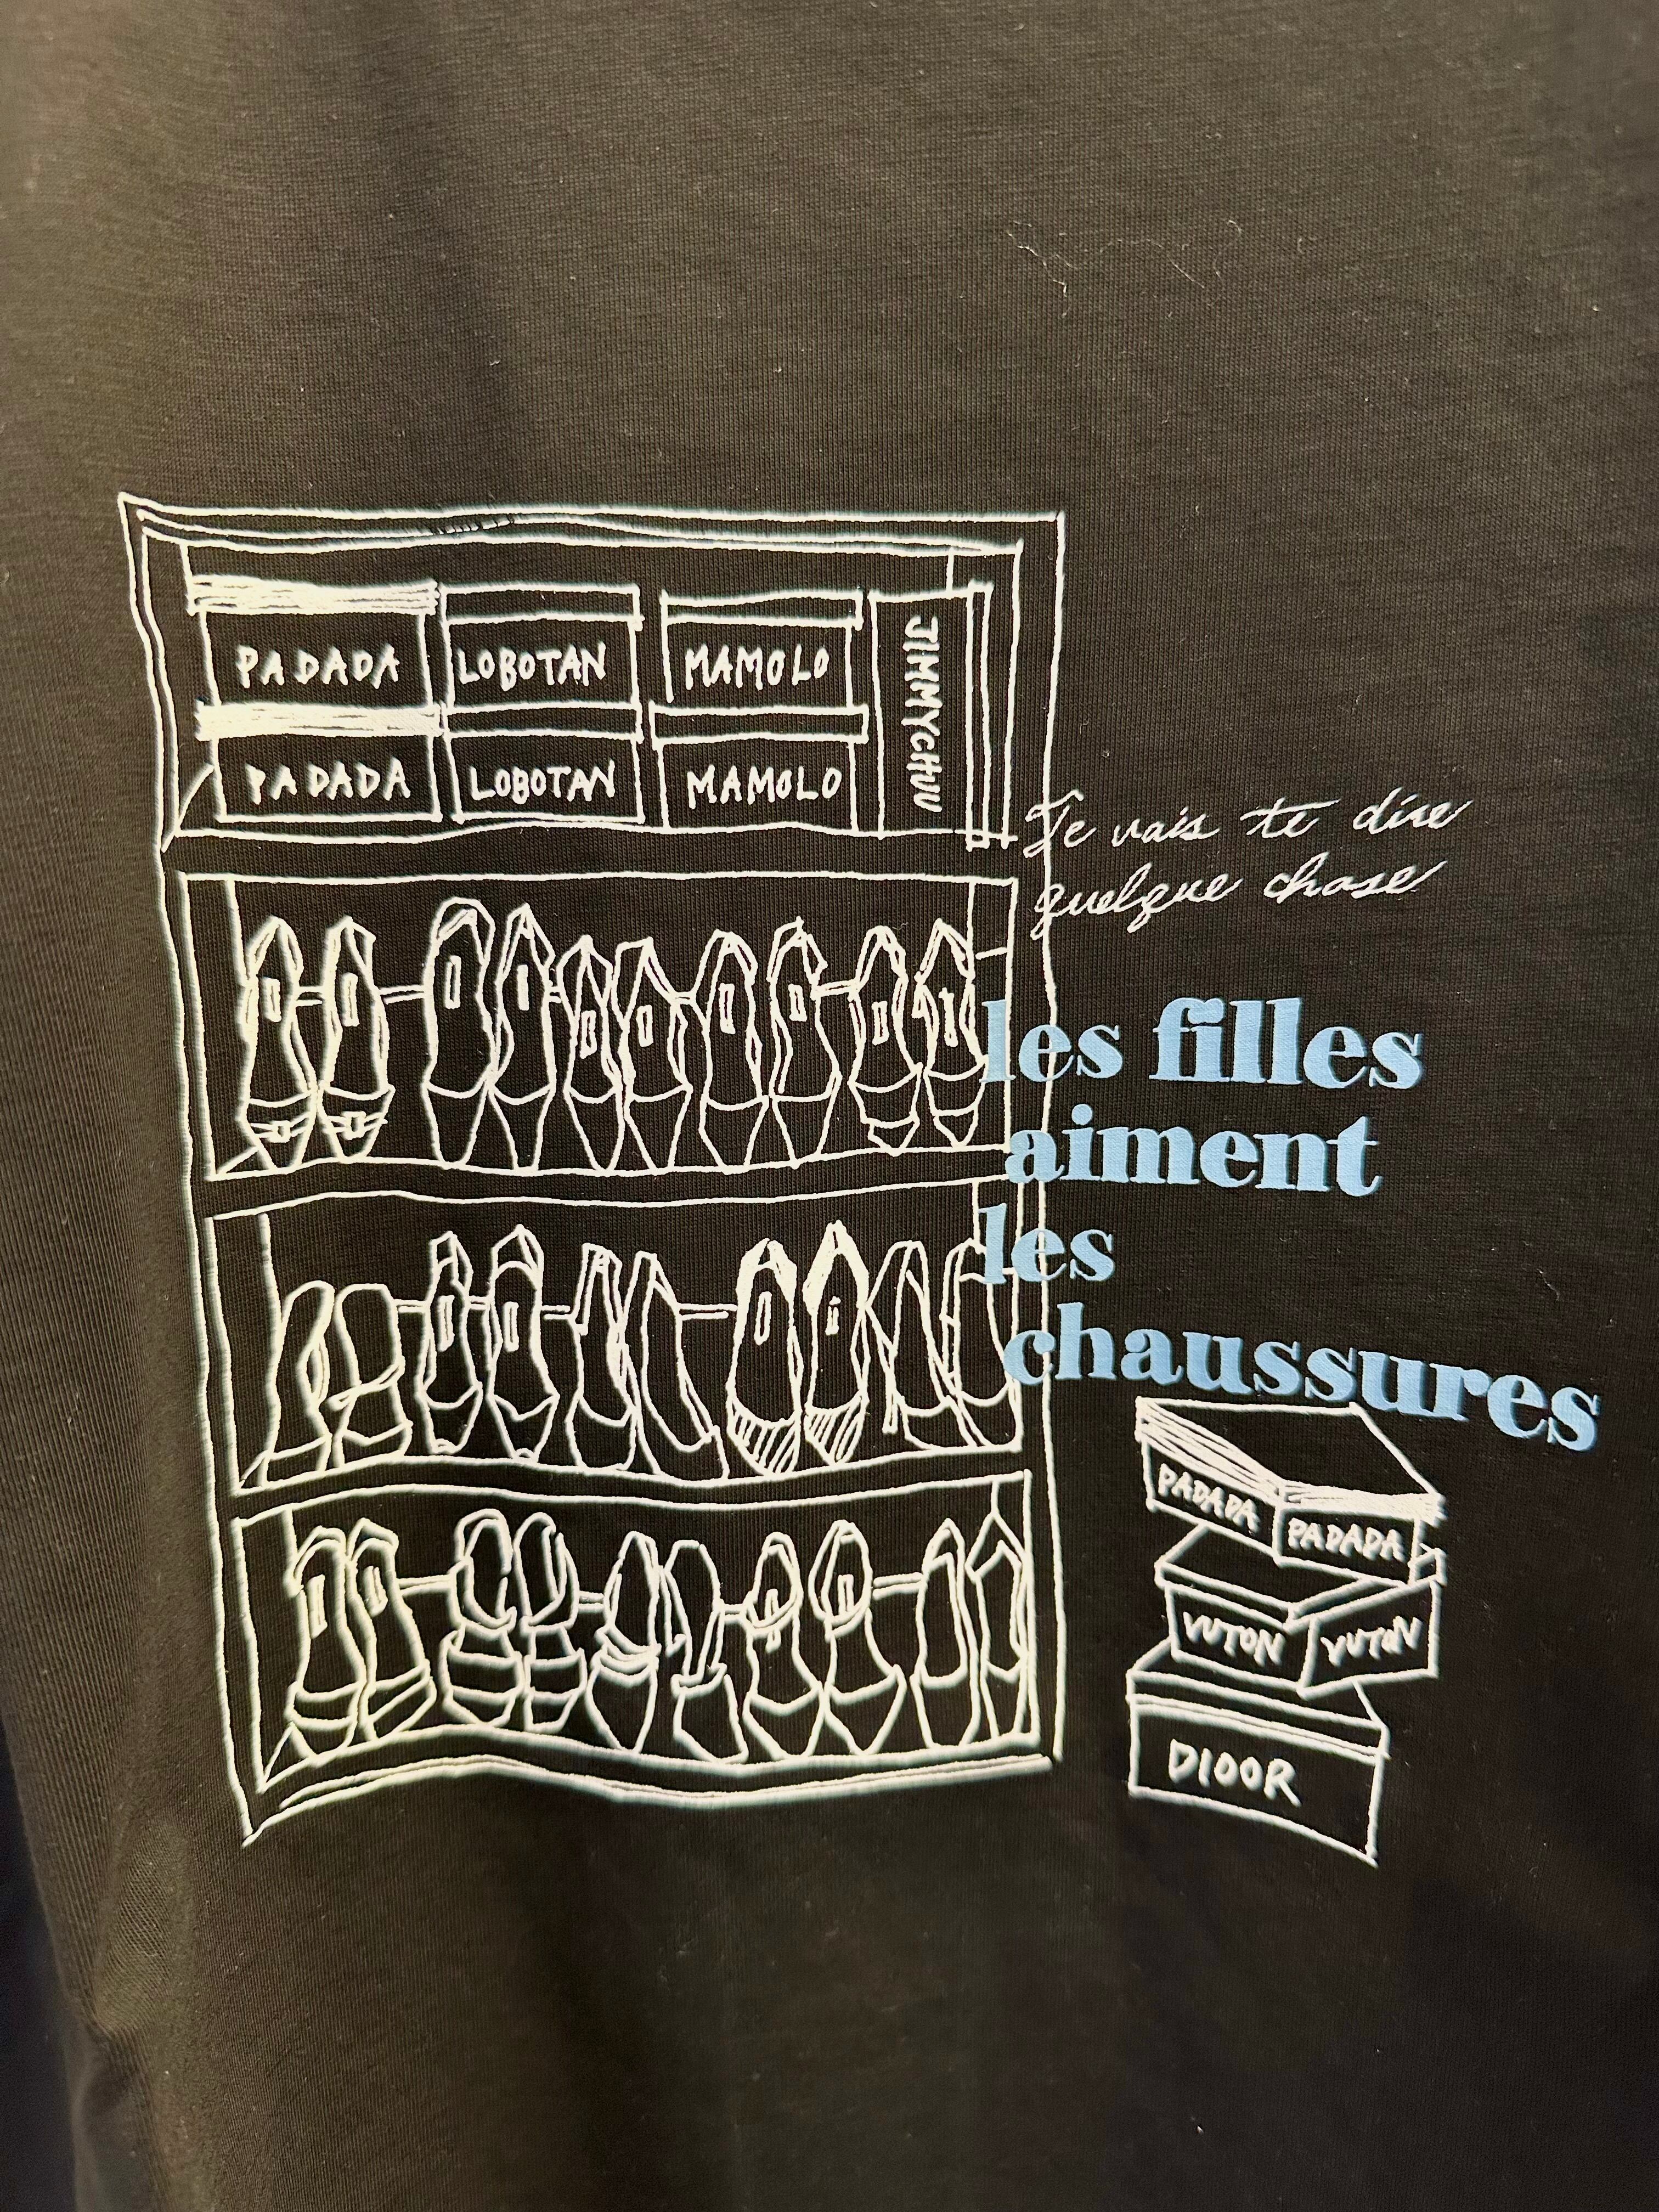 PADADA LOBOTAN MAMOLO JIMMYCHUU
PADADA LOBOTAN MAMOLO
Je vais te dire
quelque chose
les filles
aiment
les
chaussures
PADADA PADADA
VUTON VUTON
DIOOR